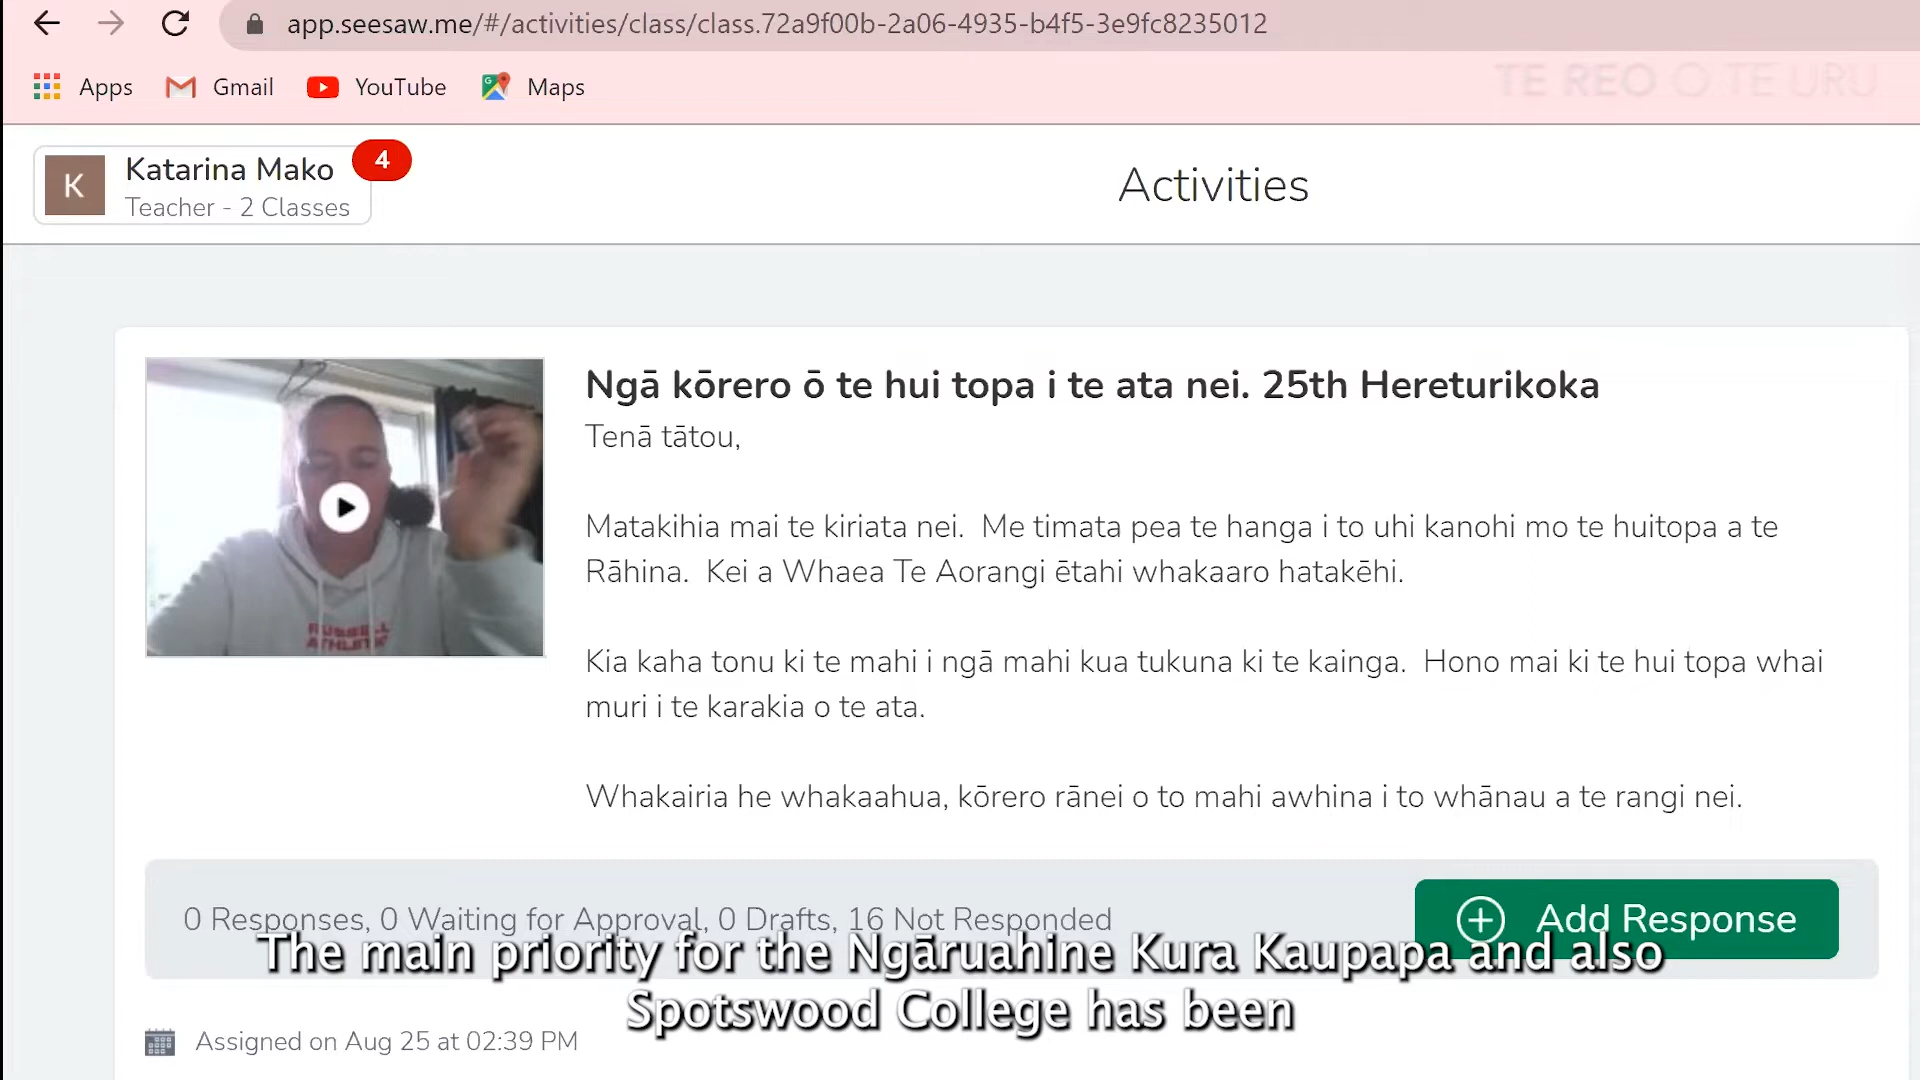 app.seesaw.me/#/activities/class/class.72a9f00b-2a06-4935-b4f5-3e9fc8235012
Apps Gmail YouTube Maps
TE REO O TE URU
K
Katarina Mako
4
Teacher - 2 Classes
Activities
Ngā kōrero ō te hui topa i te ata nei. 25th Hereturikoka
Tenā tātou,
Matakihia mai te kiriata nei. Me timata pea te hanga i to uhi kanohi mo te huitopa a te
Rāhina. Kei a Whaea Te Aorangi ētahi whakaaro hatakēhi.
Kia kaha tonu ki te mahi i ngā mahi kua tukuna ki te kainga. Hono mai ki te hui topa whai
muri i te karakia o te ata.
Whakairia he whakaahua, kōrero rānei o to mahi awhina i to whānau a te rangi nei.
RUSSELL
ATHLETIC
0 Responses, 0 Waiting for Approval, 0 Drafts, 16 Not Responded
Add Response
The main priority for the Ngāruahine Kura Kaupapa and also
Spotswood College has been
Assigned on Aug 25 at 02:39 PM